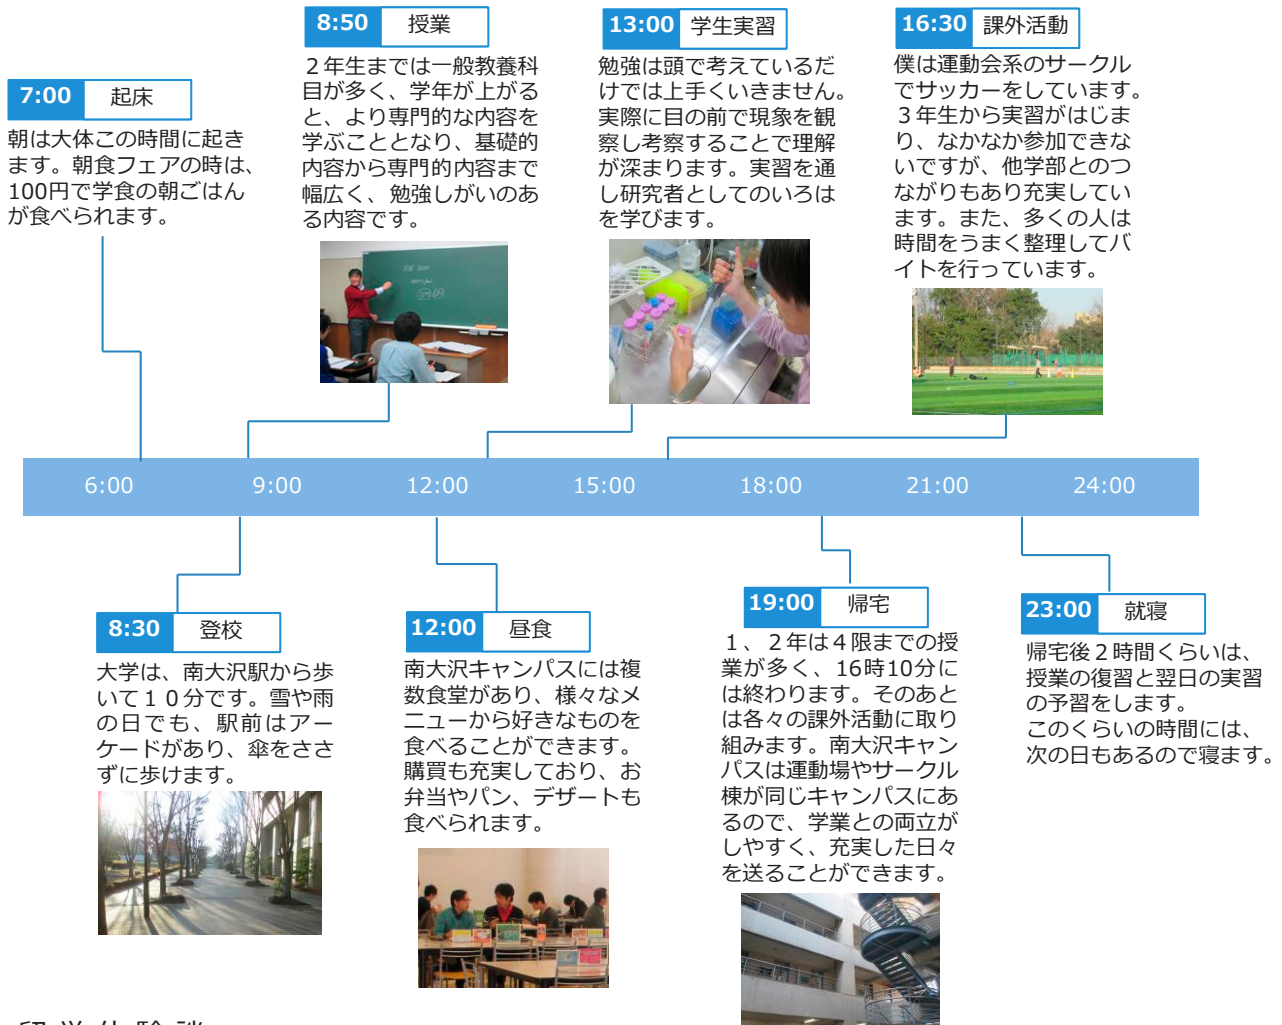 7:00 起床
朝は大体この時間に起き
ます。朝食フェアの時は、
100円で学食の朝ごはん
が食べられます。
8:50 授業
２年生までは一般教養科
目が多く、学年が上がる
と、より専門的な内容を
学ぶこととなり、基礎的
内容から専門的内容まで
幅広く、勉強しがいのあ
る内容です。
13:00 学生実習
勉強は頭で考えているだ
けでは上手くいきません。
実際に目の前で現象を観
察し考察することで理解
が深まります。実習を通
し研究者としてのいろは
を学びます。
16:30 課外活動
僕は運動会系のサークル
でサッカーをしています。
３年生から実習がはじま
り、なかなか参加できな
いですが、他学部とのつ
ながりもあり充実してい
ます。また、多くの人は
時間をうまく整理してバ
イトを行っています。
6:00 9:00 12:00 15:00 18:00 21:00 24:00
8:30 登校
大学は、南大沢駅から歩
いて１０分です。雪や雨
の日でも、駅前はアー
ケードがあり、傘をささ
ずに歩けます。
12:00 昼食
南大沢キャンパスには複
数食堂があり、様々なメ
ニューから好きなものを
食べることができます。
購買も充実しており、お
弁当やパン、デザートも
食べられます。
19:00 帰宅
１、２年は４限までの授
業が多く、16時10分に
は終わります。そのあと
は各々の課外活動に取り
組みます。南大沢キャン
パスは運動場やサークル
棟が同じキャンパスにあ
るので、学業との両立が
しやすく、充実した日々
を送ることができます。
23:00 就寝
帰宅後２時間くらいは、
授業の復習と翌日の実習
の予習をします。
このくらいの時間には、
次の日もあるので寝ます。